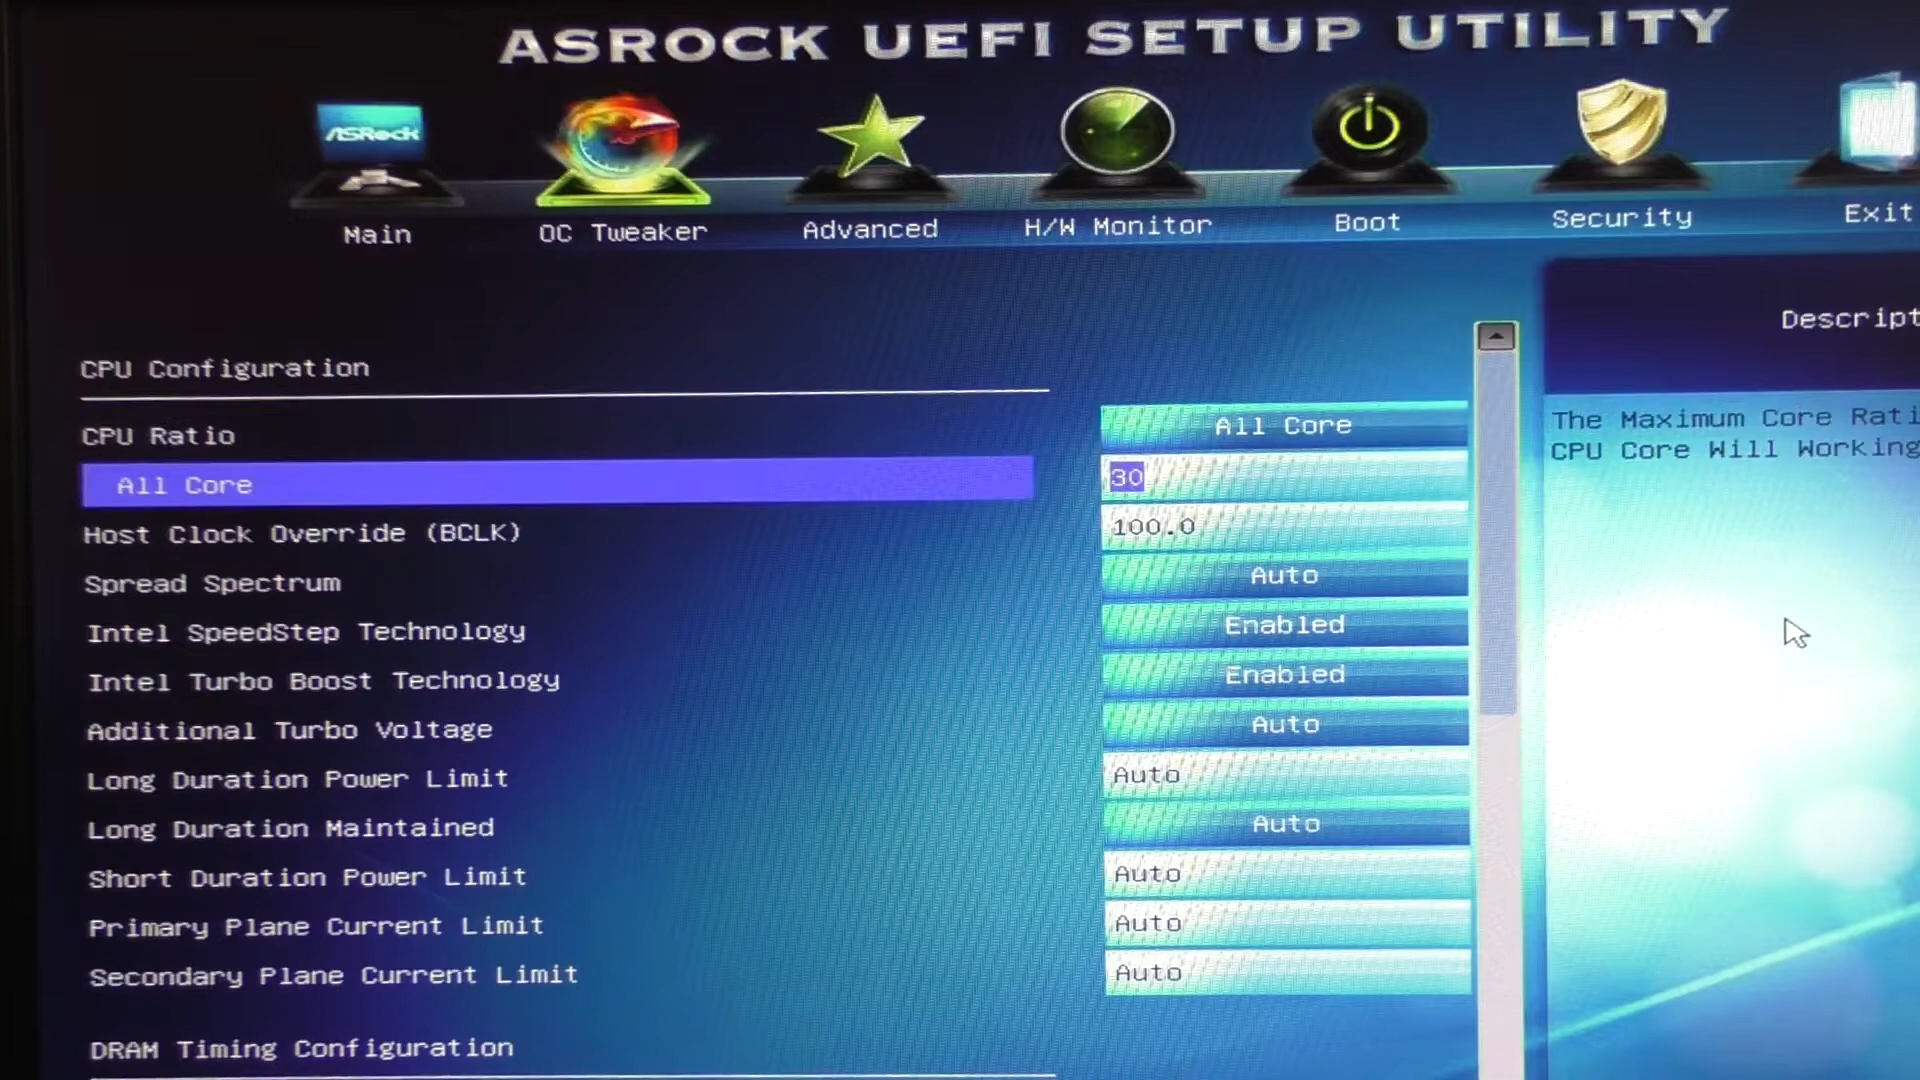 ASROCK UEFI SETUP UTILITY
ASRock
Main OC Tweaker Advanced H/W Monitor Boot Security Exit
Descript
CPU Configuration
CPU Ratio All Core
All Core 30
Host Clock Override (BCLK) 100.0
Spread Spectrum Auto
Intel SpeedStep Technology Enabled
Intel Turbo Boost Technology Enabled
Additional Turbo Voltage Auto
Long Duration Power Limit Auto
Long Duration Maintained Auto
Short Duration Power Limit Auto
Primary Plane Current Limit Auto
Secondary Plane Current Limit Auto
DRAM Timing Configuration
The Maximum Core Rati
CPU Core Will Working